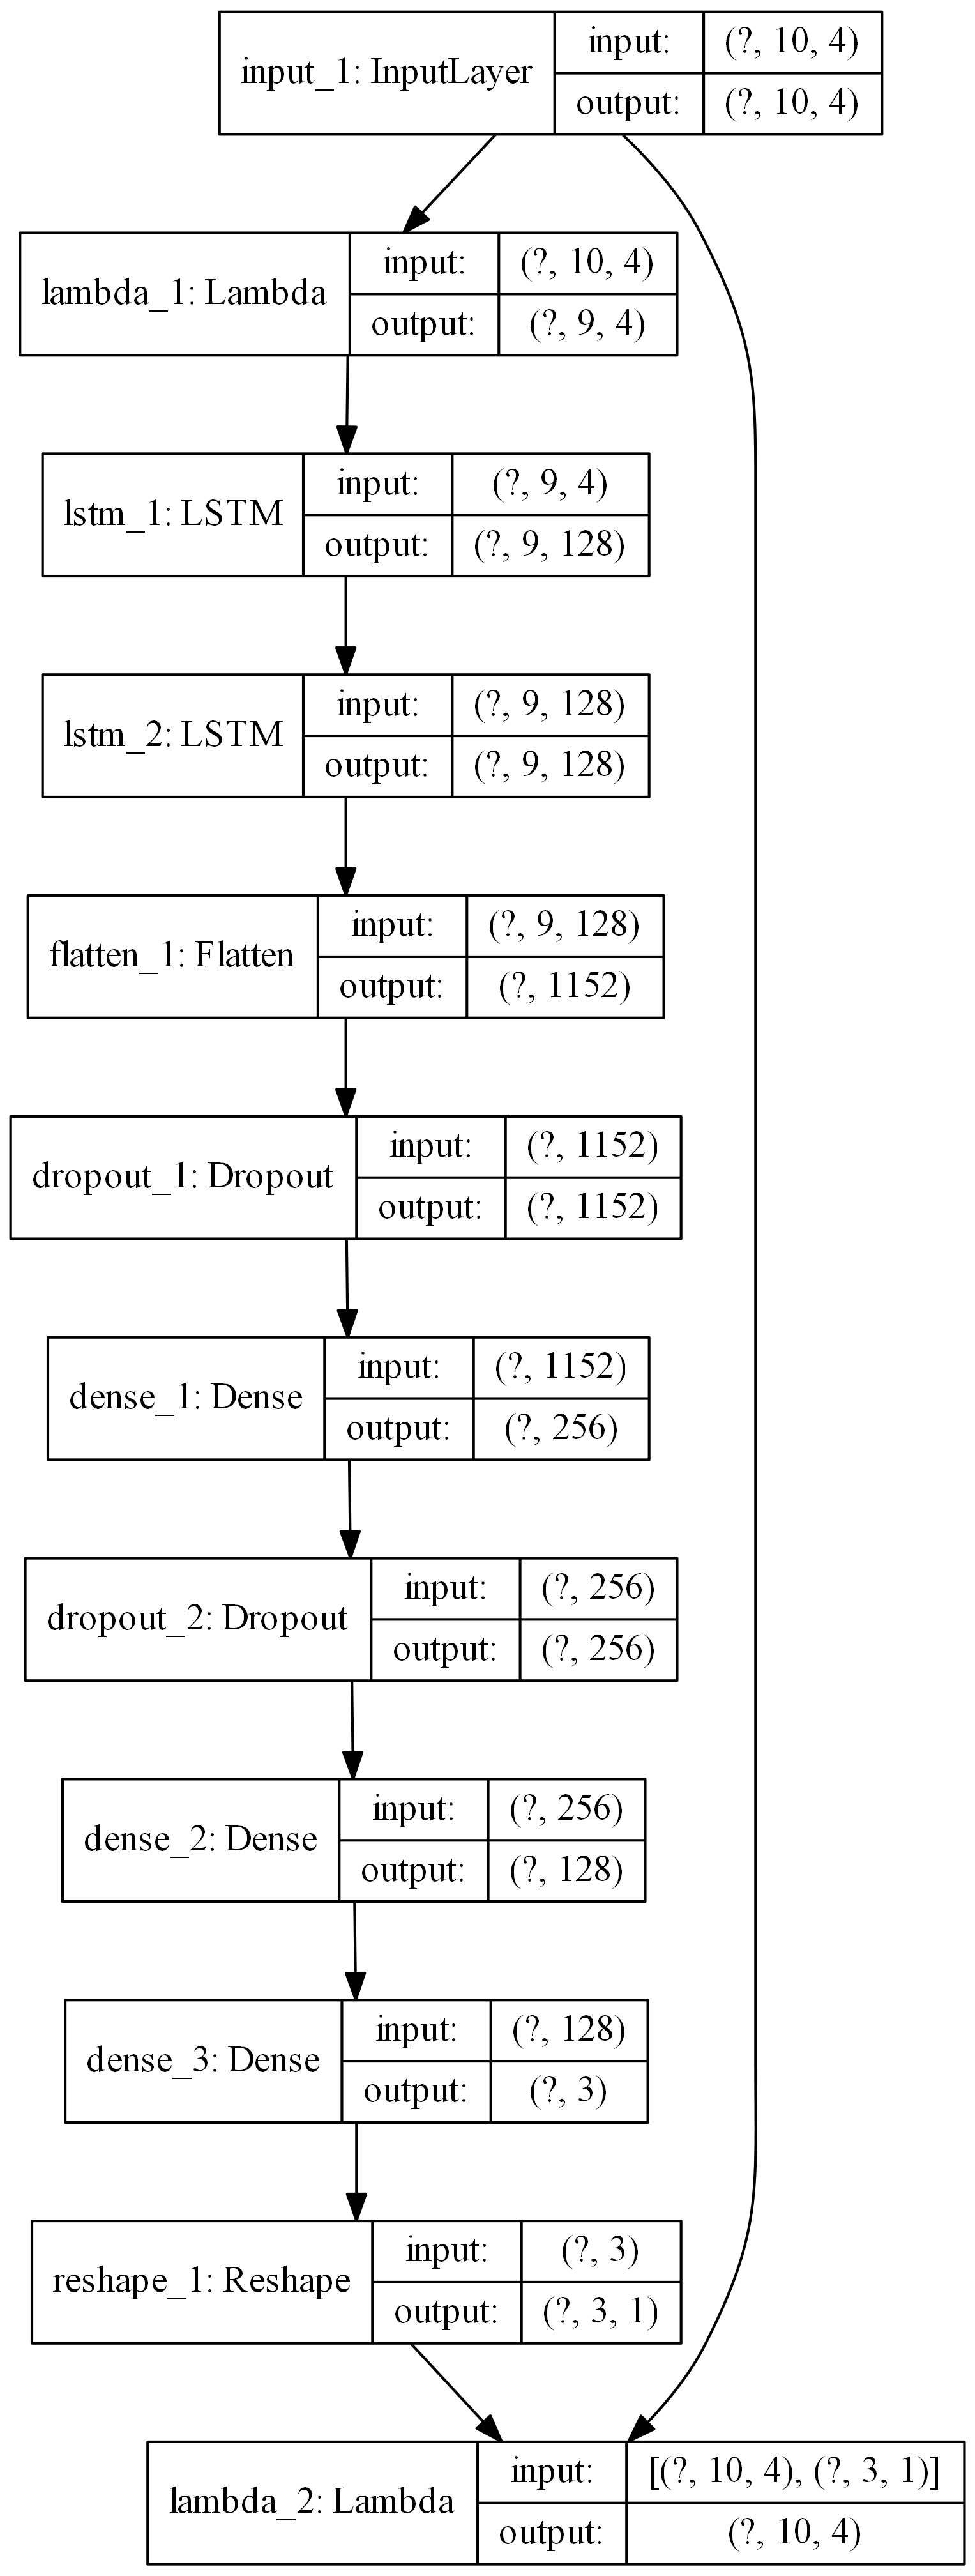 input_1: InputLayer
input: (?, 10, 4)
output: (?, 10, 4)
lambda_1: Lambda
input: (?, 10, 4)
output: (?, 9, 4)
lstm_1: LSTM
input: (?, 9, 4)
output: (?, 9, 128)
lstm_2: LSTM
input: (?, 9, 128)
output: (?, 9, 128)
flatten_1: Flatten
input: (?, 9, 128)
output: (?, 1152)
dropout_1: Dropout
input: (?, 1152)
output: (?, 1152)
dense_1: Dense
input: (?, 1152)
output: (?, 256)
dropout_2: Dropout
input: (?, 256)
output: (?, 256)
dense_2: Dense
input: (?, 256)
output: (?, 128)
dense_3: Dense
input: (?, 128)
output: (?, 3)
reshape_1: Reshape
input: (?, 3)
output: (?, 3, 1)
lambda_2: Lambda
input: [(?, 10, 4), (?, 3, 1)]
output: (?, 10, 4)